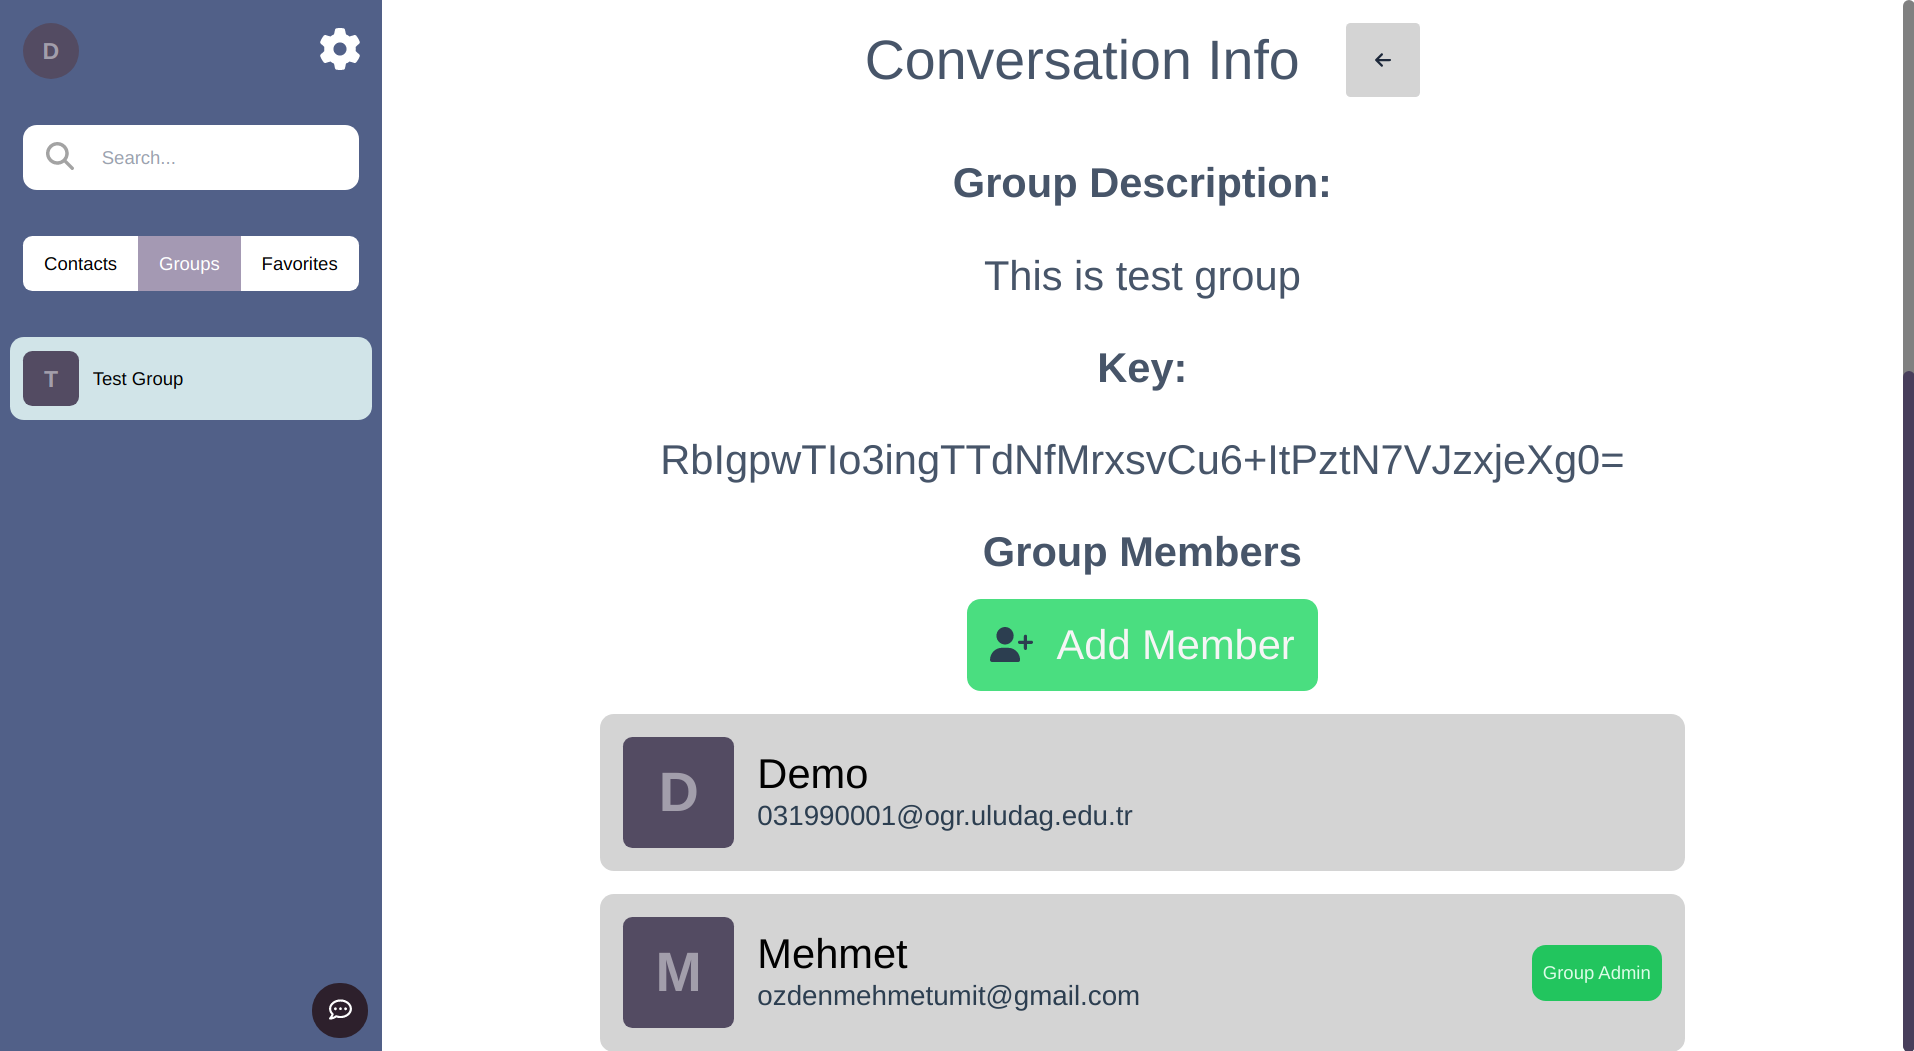 D
Search...
Contacts Groups Favorites
T Test Group
Conversation Info
Group Description:
This is test group
Key:
RbIgpwTIo3ingTTdNfMrxsvCu6+ItPztN7VJzxjeXg0=
Group Members
Add Member
D
Demo
031990001@ogr.uludag.edu.tr
M
Mehmet
ozdenmehmetumit@gmail.com
Group Admin